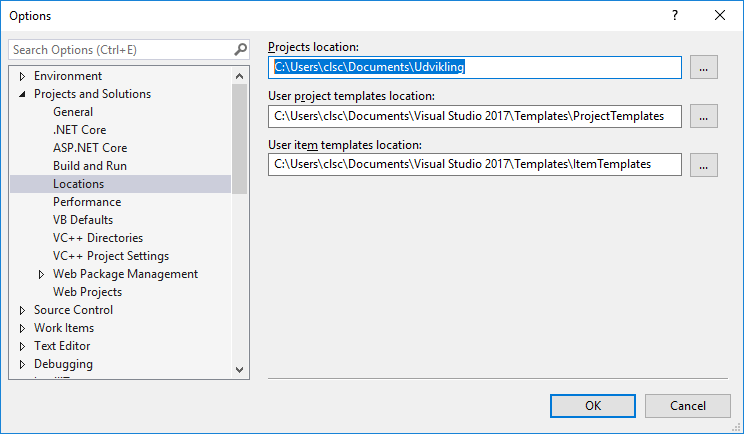 Options
?
Search Options (Ctrl+E)
Environment
Projects and Solutions
General
.NET Core
ASP.NET Core
Build and Run
Locations
Performance
VB Defaults
VC++ Directories
VC++ Project Settings
Web Package Management
Web Projects
Source Control
Work Items
Text Editor
Debugging
Projects location:
C:\Users\clsc\Documents\Udvikling
...
User project templates location:
C:\Users\clsc\Documents\Visual Studio 2017\Templates\ProjectTemplates
...
User item templates location:
C:\Users\clsc\Documents\Visual Studio 2017\Templates\ItemTemplates
...
OK
Cancel